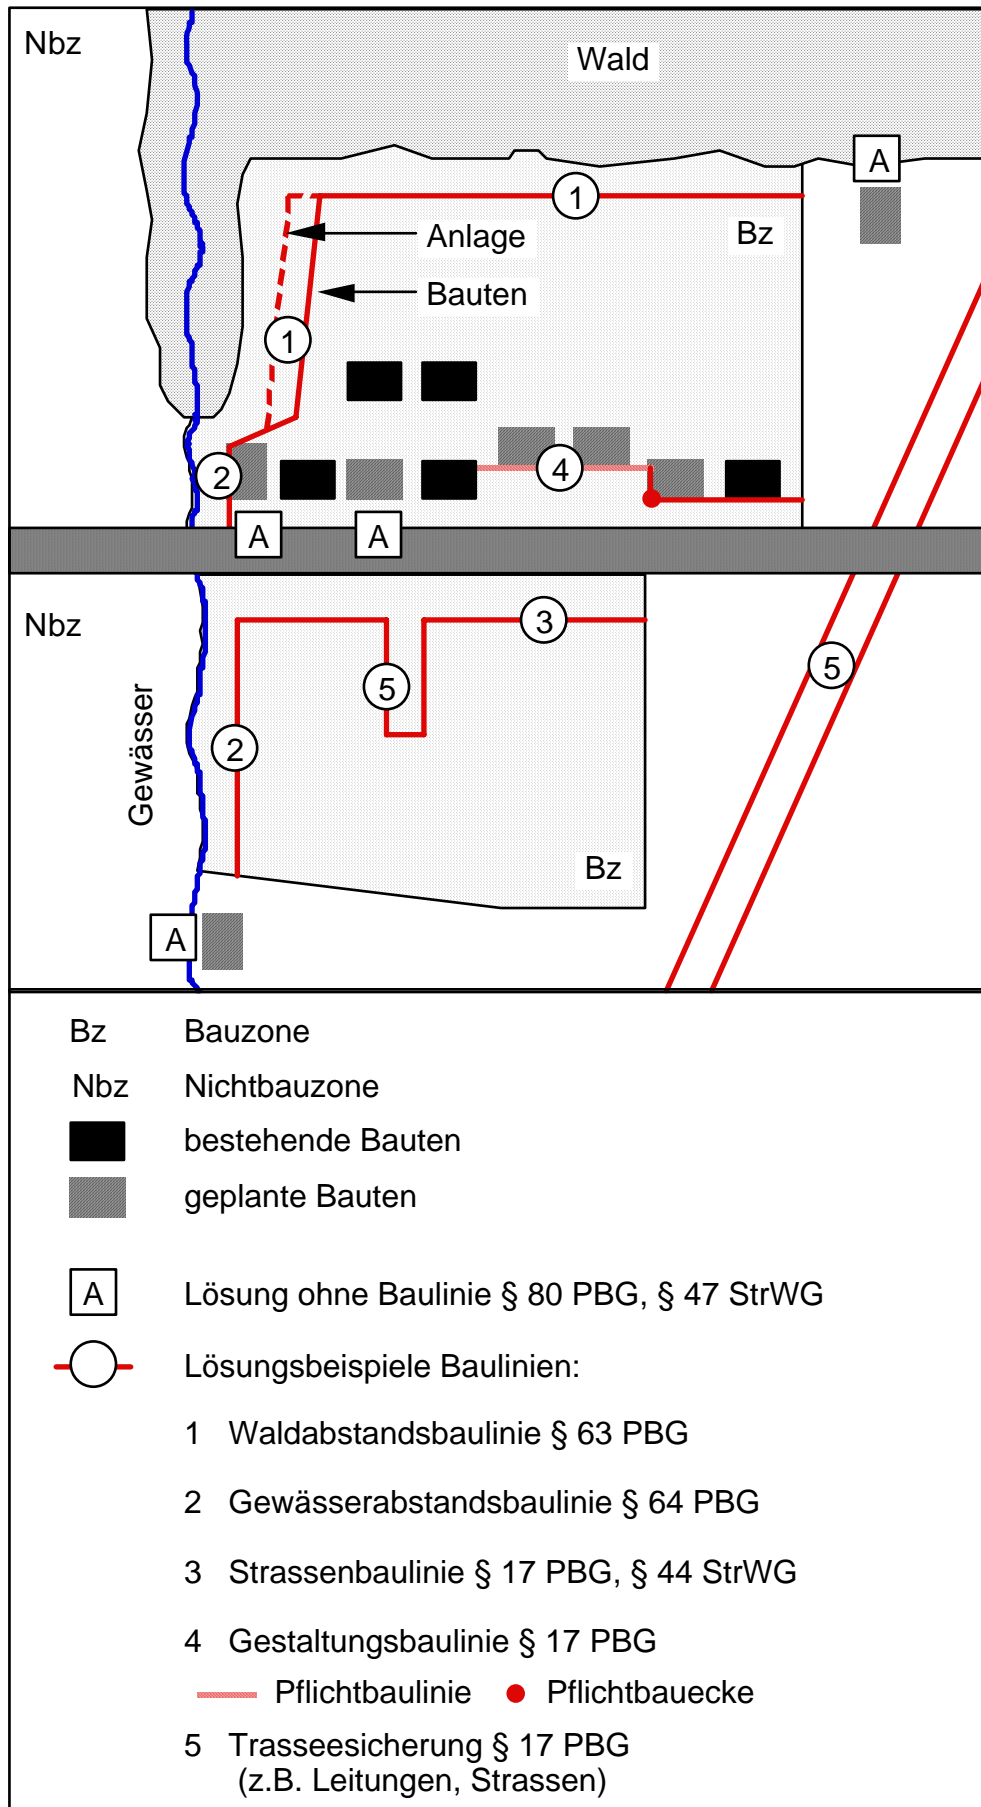 Nbz
Wald
A
1
Bz
Anlage
Bauten
1
2
4
A
A
Nbz
3
5
5
Gewässer
2
Bz
A
Bz Bauzone
Nbz Nichtbauzone
bestehende Bauten
geplante Bauten
A Lösung ohne Baulinie § 80 PBG, § 47 StrWG
Lösungsbeispiele Baulinien:
1 Waldabstandsbaulinie § 63 PBG
2 Gewässerabstandsbaulinie § 64 PBG
3 Strassenbaulinie § 17 PBG, § 44 StrWG
4 Gestaltungsbaulinie § 17 PBG
Pflichtbaulinie Pflichtbauecke
5 Trasseesicherung § 17 PBG
(z.B. Leitungen, Strassen)